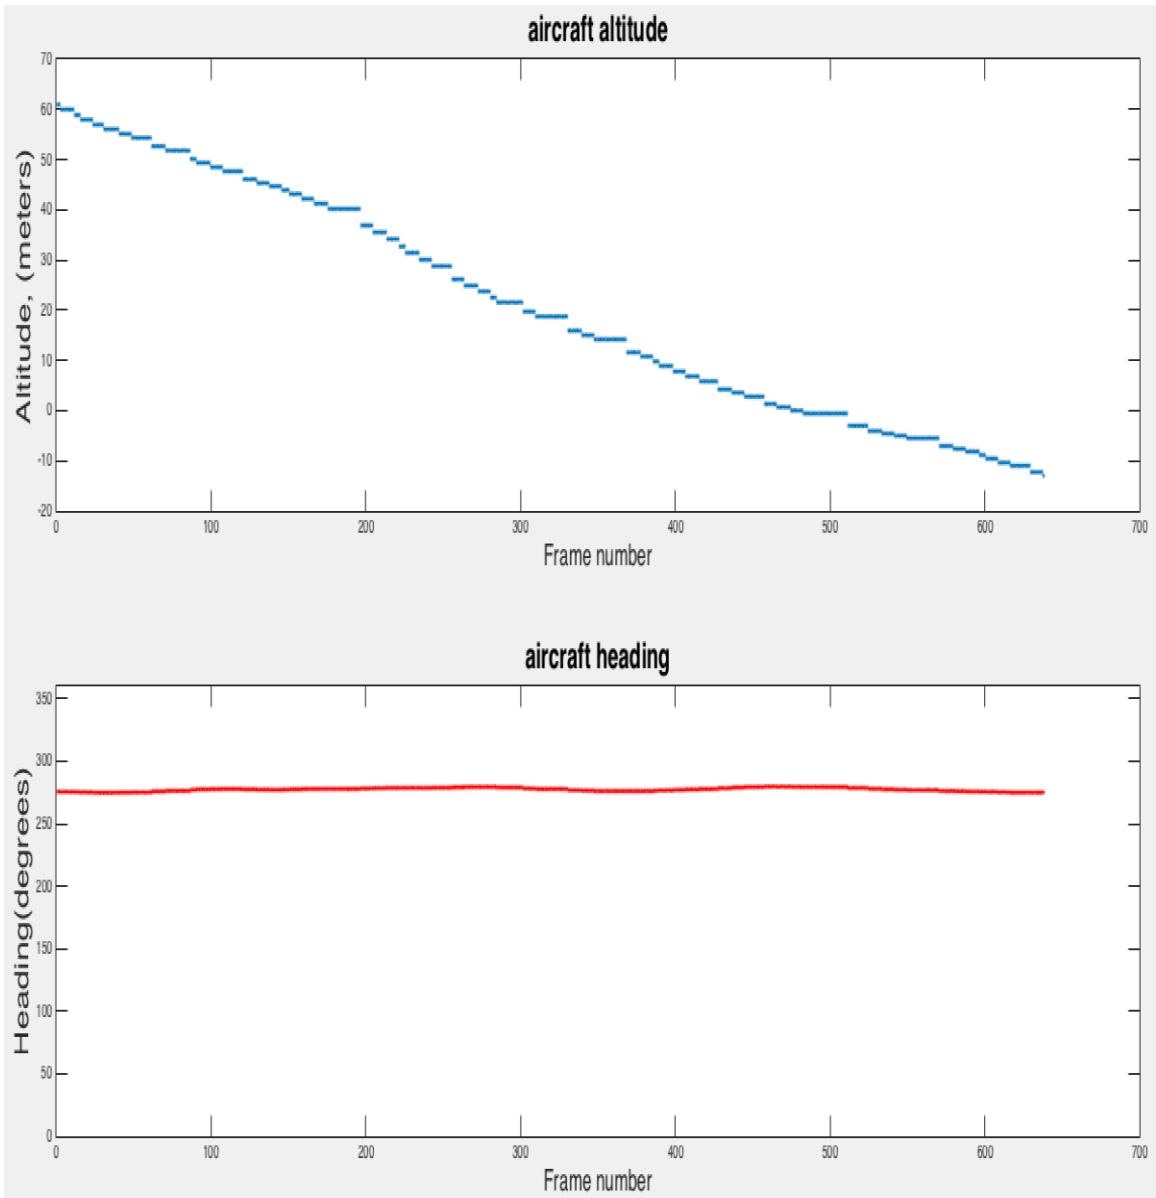 aircraft altitude
70
60
50
40
30
20
10
0
-10
-20
Altitude, (meters)
0 100 200 300 400 500 600 700
Frame number
aircraft heading
350
300
250
200
150
100
50
0
Heading(degrees)
0 100 200 300 400 500 600 700
Frame number